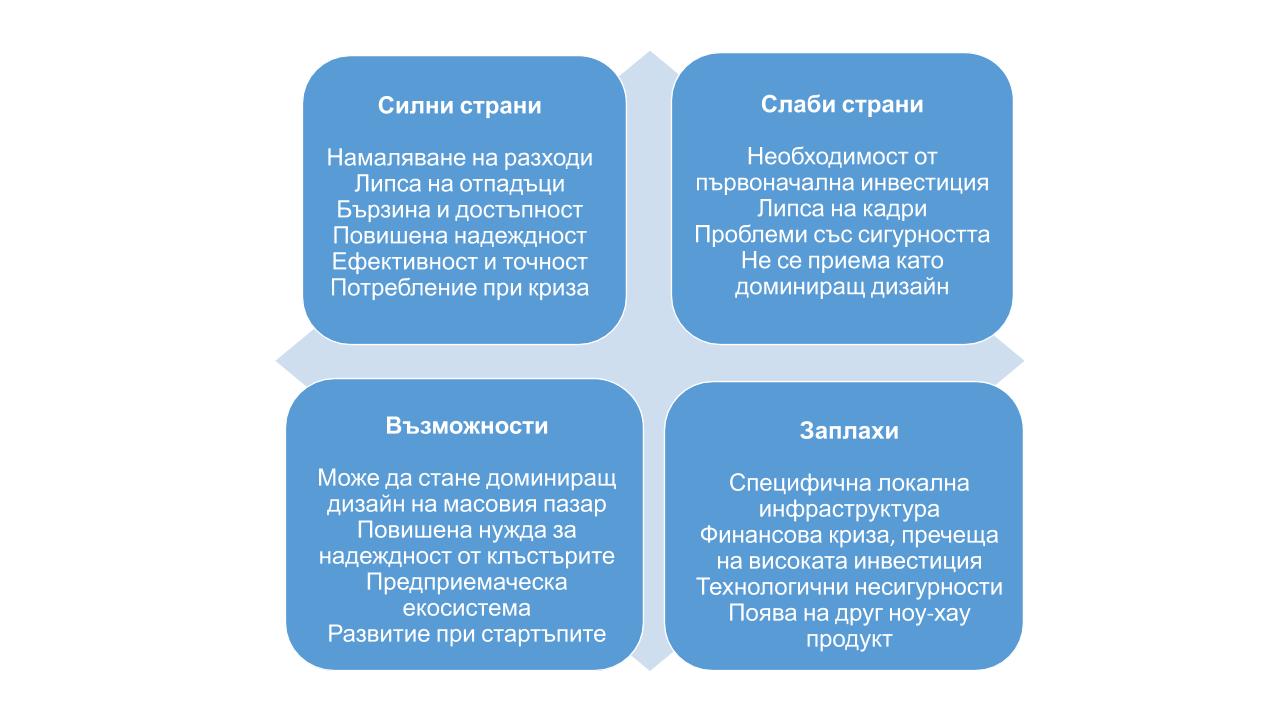 Силни страни
Намаляване на разходи
Липса на отпадъци
Бързина и достъпност
Повишена надеждност
Ефективност и точност
Потребление при криза
Слаби страни
Необходимост от
първоначална инвестиция
Липса на кадри
Проблеми със сигурността
Не се приема като
доминиращ дизайн
Възможности
Може да стане доминиращ
дизайн на масовия пазар
Повишена нужда за
надеждност от клъстърите
Предприемаческа
екосистема
Развитие при стартъпите
Заплахи
Специфична локална
инфраструктура
Финансова криза, пречеща
на високата инвестиция
Технологични несигурности
Поява на друг ноу-хау
продукт